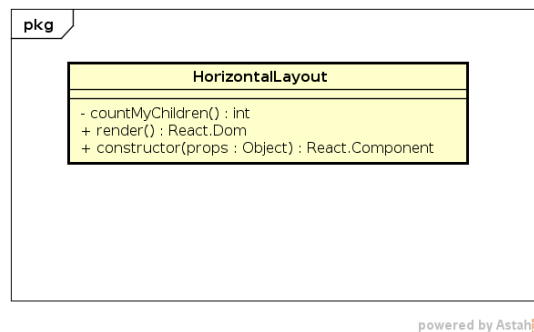 pkg
HorizontalLayout
- countMyChildren() : int
+ render() : React.Dom
+ constructor(props : Object) : React.Component
powered by Astah